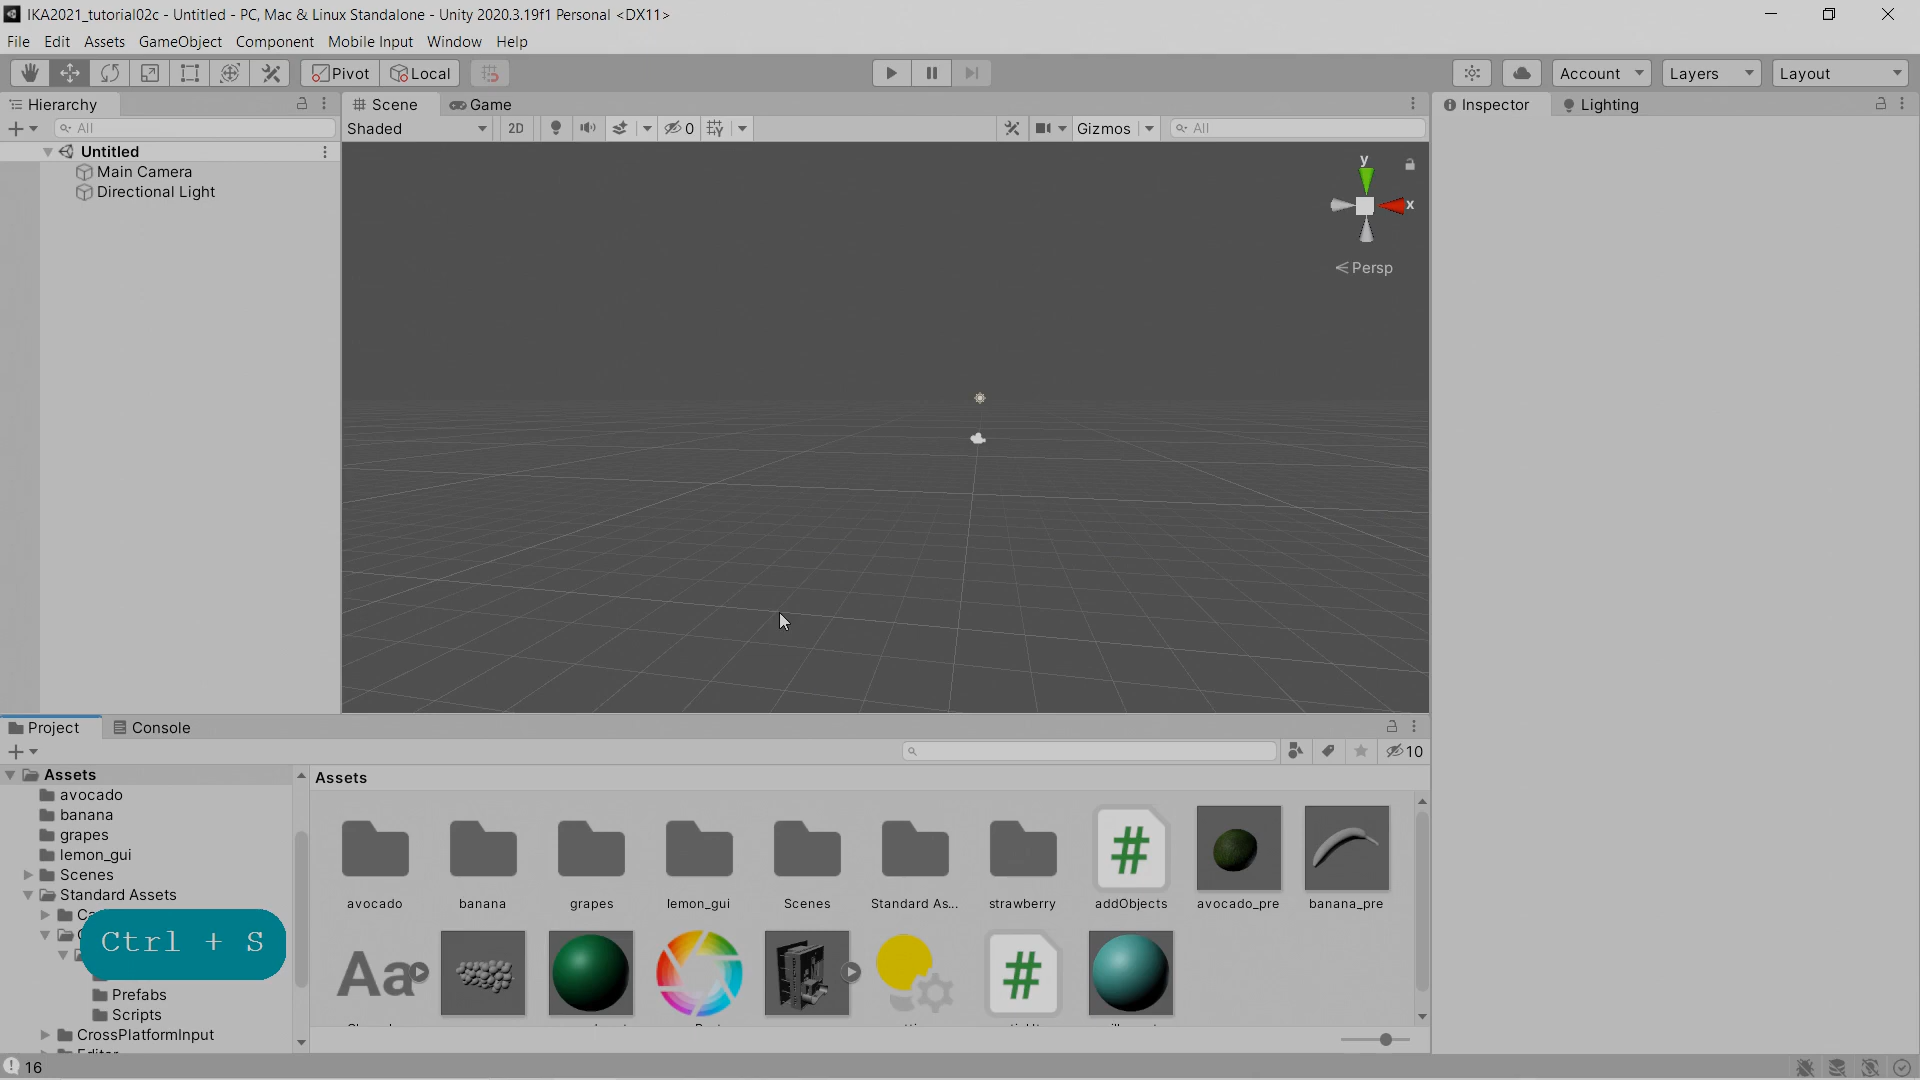 IKA2021_tutorial02c - Untitled - PC, Mac & Linux Standalone - Unity 2020.3.19f1 Personal <DX11>
File Edit Assets GameObject Component Mobile Input Window Help
Pivot Local Account Layers Layout
Hierarchy
All
Untitled
Main Camera
Directional Light
Scene Game
Shaded 2D 0 Gizmos All
y
x
Persp
Inspector Lighting
Project Console
10
Assets
avocado
banana
grapes
lemon_gui
Scenes
Standard Assets
Ctrl + S
Prefabs
Scripts
CrossPlatformInput
Editor
Assets
avocado banana grapes lemon_gui Scenes Standard As... strawberry addObjects avocado_pre banana_pre
Aa
16